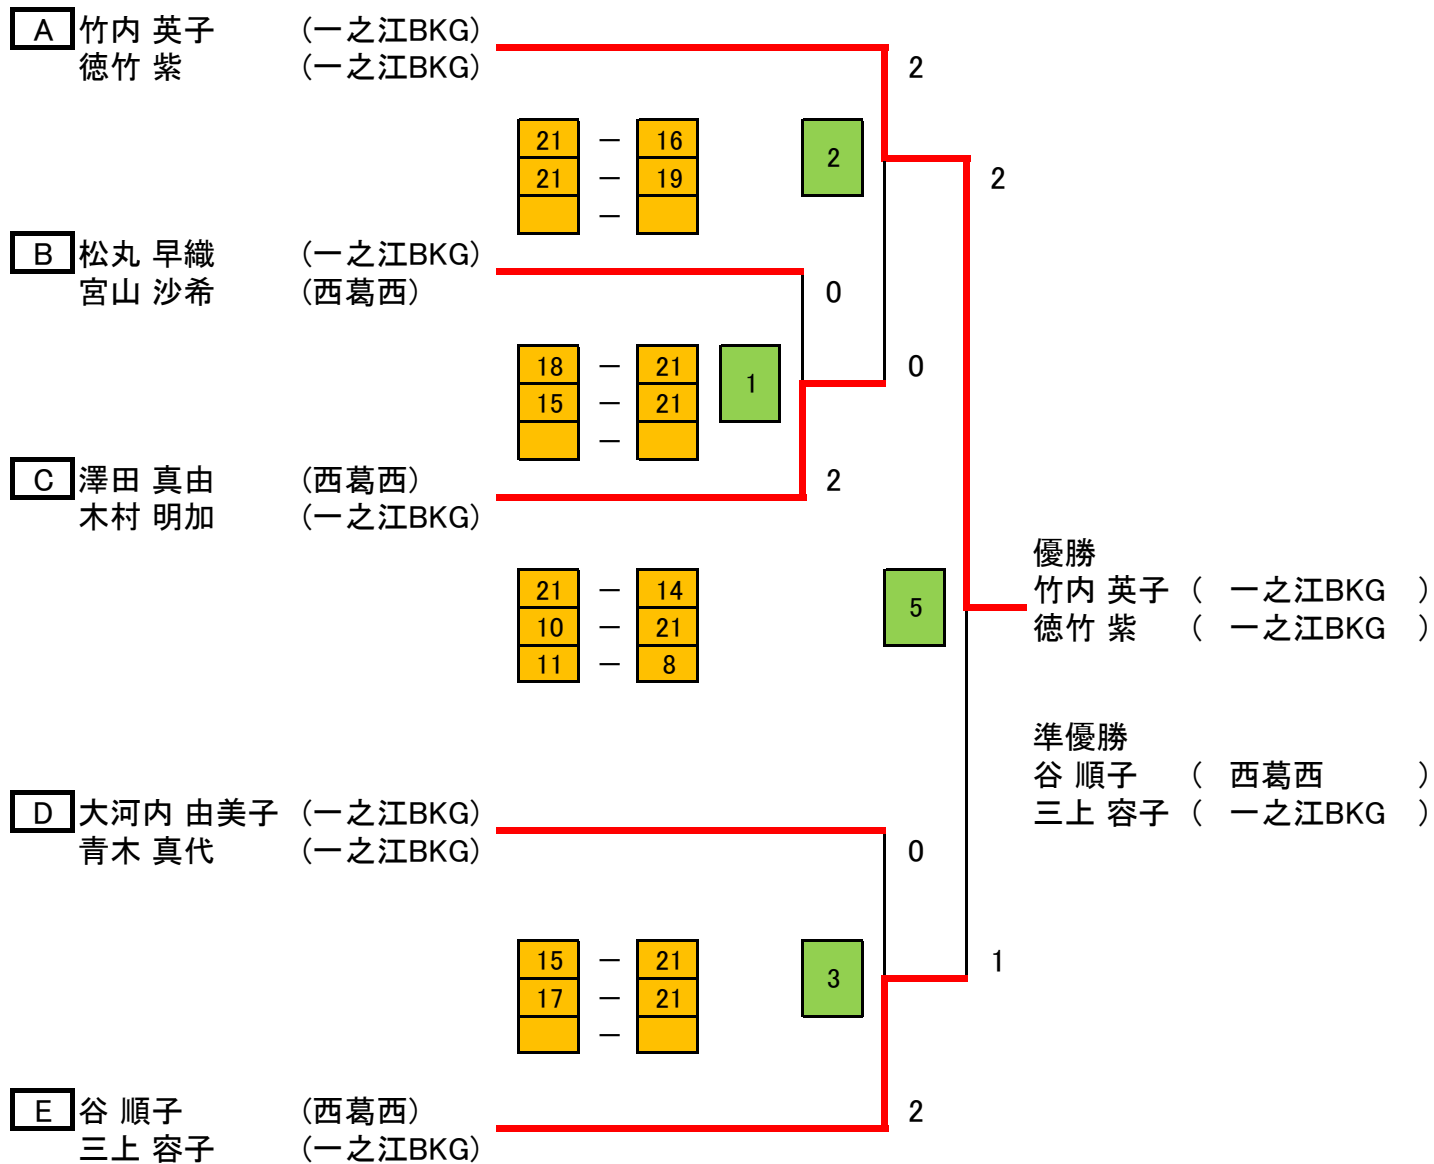 A 竹内 英子 (一之江BKG)
徳竹 紫 (一之江BKG)
2
21 － 16
21 － 19
－
2
2
B 松丸 早織 (一之江BKG)
宮山 沙希 (西葛西)
0
18 － 21
15 － 21
－
1
0
C 澤田 真由 (西葛西)
木村 明加 (一之江BKG)
2
21 － 14
10 － 21
11 － 8
5
優勝
竹内 英子 ( 一之江BKG )
徳竹 紫 ( 一之江BKG )
準優勝
谷 順子 ( 西葛西 )
三上 容子 ( 一之江BKG )
D 大河内 由美子 (一之江BKG)
青木 真代 (一之江BKG)
0
15 － 21
17 － 21
－
3
1
E 谷 順子 (西葛西)
三上 容子 (一之江BKG)
2